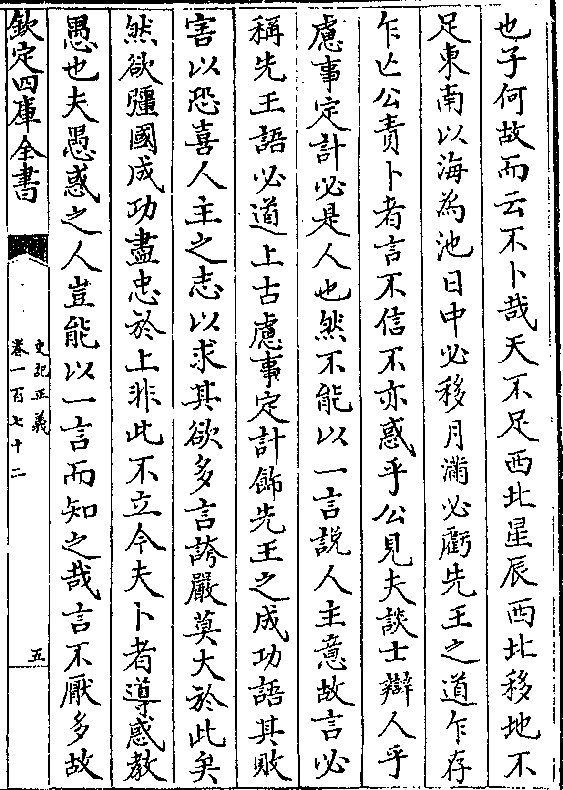 也子何故而云不卜哉天不足西北星辰西北移地不
足東南以海為池日中必移月滿必虧先王之道乍存
乍亡公責卜者言不信不亦惑乎公見夫談士辯人乎
慮事定計必是人也然不能以一言說人主意故言必
稱先王語必道上古慮事定計飾先王之成功語其敗
害以恐喜人主之志以求其欲多言誇嚴莫大於此矣
然欲彊國成功盡忠於上非此不立今夫卜者導惑教
愚也夫愚惑之人豈能以一言而知之哉言不厭多故
欽定四庫全書
史記正義
卷一百七十二
五